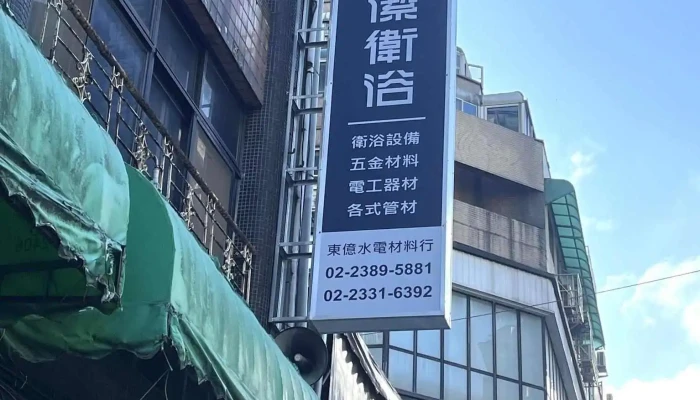 潔衛浴
衛浴設備
五金材料
電工器材
各式管材
東億水電材料行
02-2389-5881
02-2331-6392